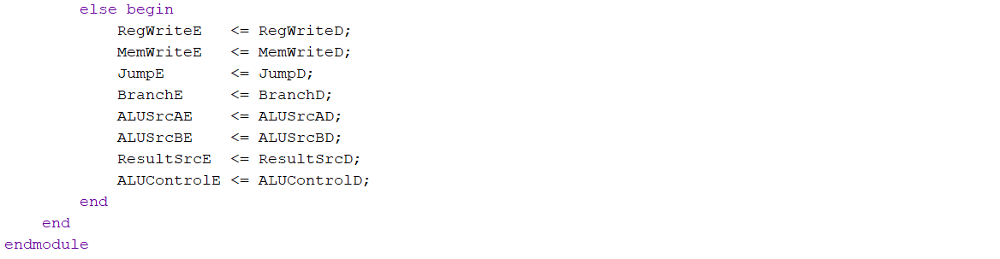 else begin
            RegWriteE   <= RegWriteD;
            MemWriteE   <= MemWriteD;
            JumpE       <= JumpD;
            BranchE     <= BranchD;
            ALUSrcAE    <= ALUSrcAD;
            ALUSrcBE    <= ALUSrcBD;
            ResultSrcE  <= ResultSrcD;
            ALUControlE <= ALUControlD;
        end
    end
endmodule